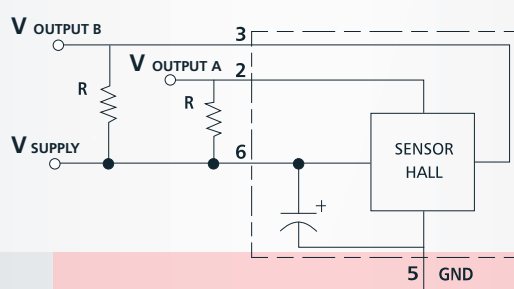 V OUTPUT B
3
V OUTPUT A
2
R
R
V SUPPLY
6
SENSOR
HALL
+
5 GND